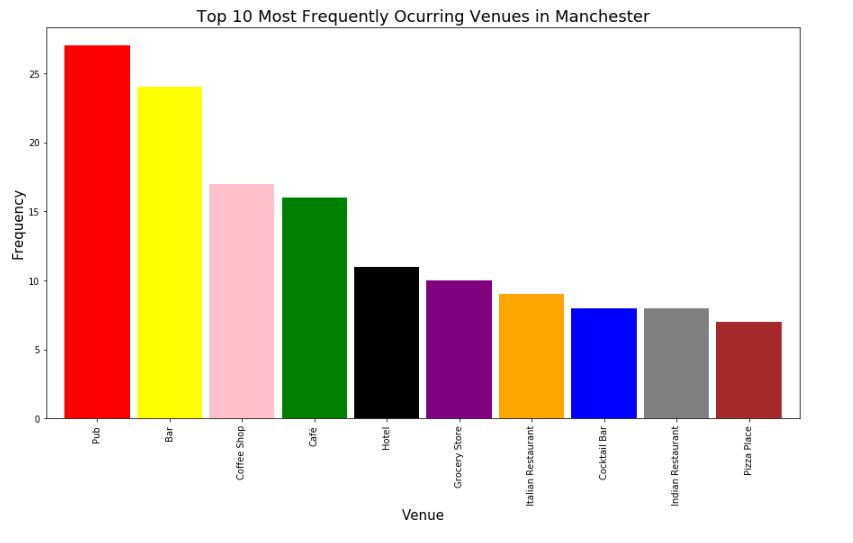 Top 10 Most Frequently Ocurring Venues in Manchester
Frequency
25
20
15
10
5
0
Pub
Bar
Coffee Shop
Café
Hotel
Grocery Store
Italian Restaurant
Cocktail Bar
Indian Restaurant
Pizza Place
Venue